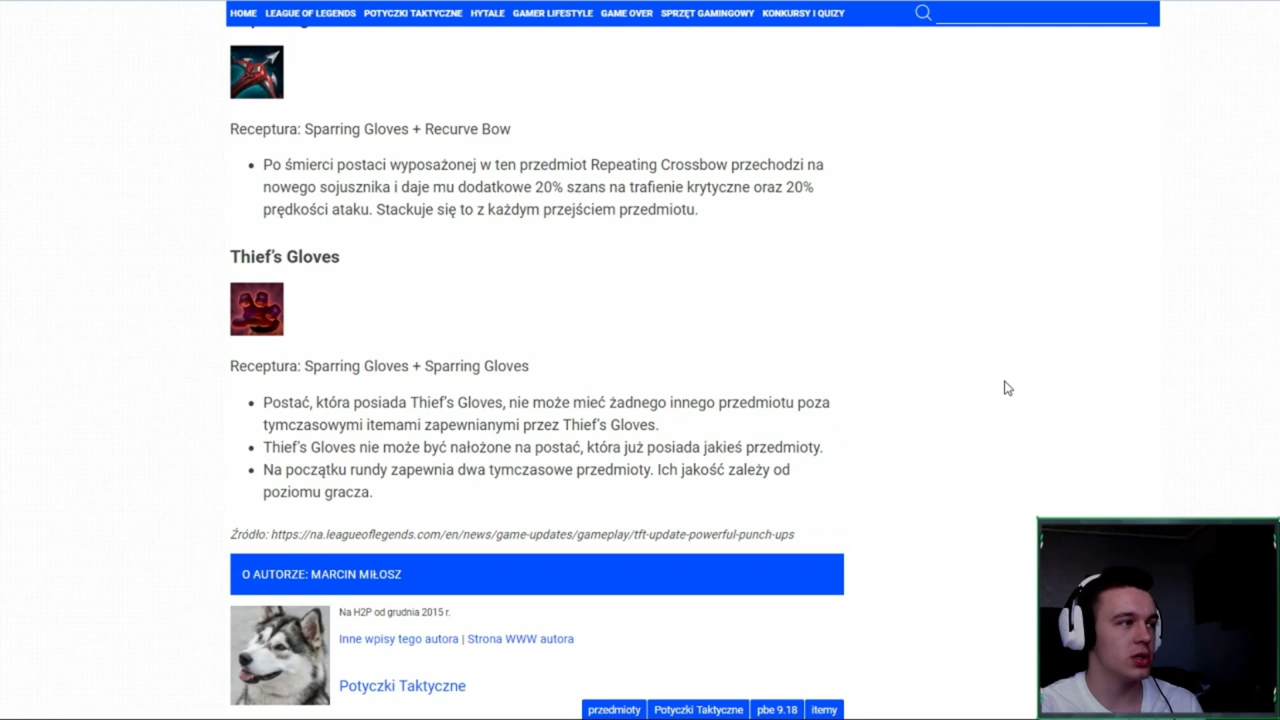 HOME LEAGUE OF LEGENDS POTYCZKI TAKTYCZNE HYTALE GAMER LIFESTYLE GAME OVER SPRZĘT GAMINGOWY KONKURSY I QUIZY
Receptura: Sparring Gloves + Recurve Bow
Po śmierci postaci wyposażonej w ten przedmiot Repeating Crossbow przechodzi na
nowego sojusznika i daje mu dodatkowe 20% szans na trafienie krytyczne oraz 20%
prędkości ataku. Stackuje się to z każdym przejściem przedmiotu.
Thief's Gloves
Receptura: Sparring Gloves + Sparring Gloves
Postać, która posiada Thief's Gloves, nie może mieć żadnego innego przedmiotu poza
tymczasowymi itemami zapewnianymi przez Thief's Gloves.
Thief's Gloves nie może być nałożone na postać, która już posiada jakieś przedmioty.
Na początku rundy zapewnia dwa tymczasowe przedmioty. Ich jakość zależy od
poziomu gracza.
Źródło: https://na.leagueoflegends.com/en/news/game-updates/gameplay/tft-update-powerful-punch-ups
O AUTORZE: MARCIN MIŁOSZ
Na H2P od grudnia 2015 r.
Inne wpisy tego autora | Strona WWW autora
Potyczki Taktyczne
przedmioty Potyczki Taktyczne pbe 9.18 itemy